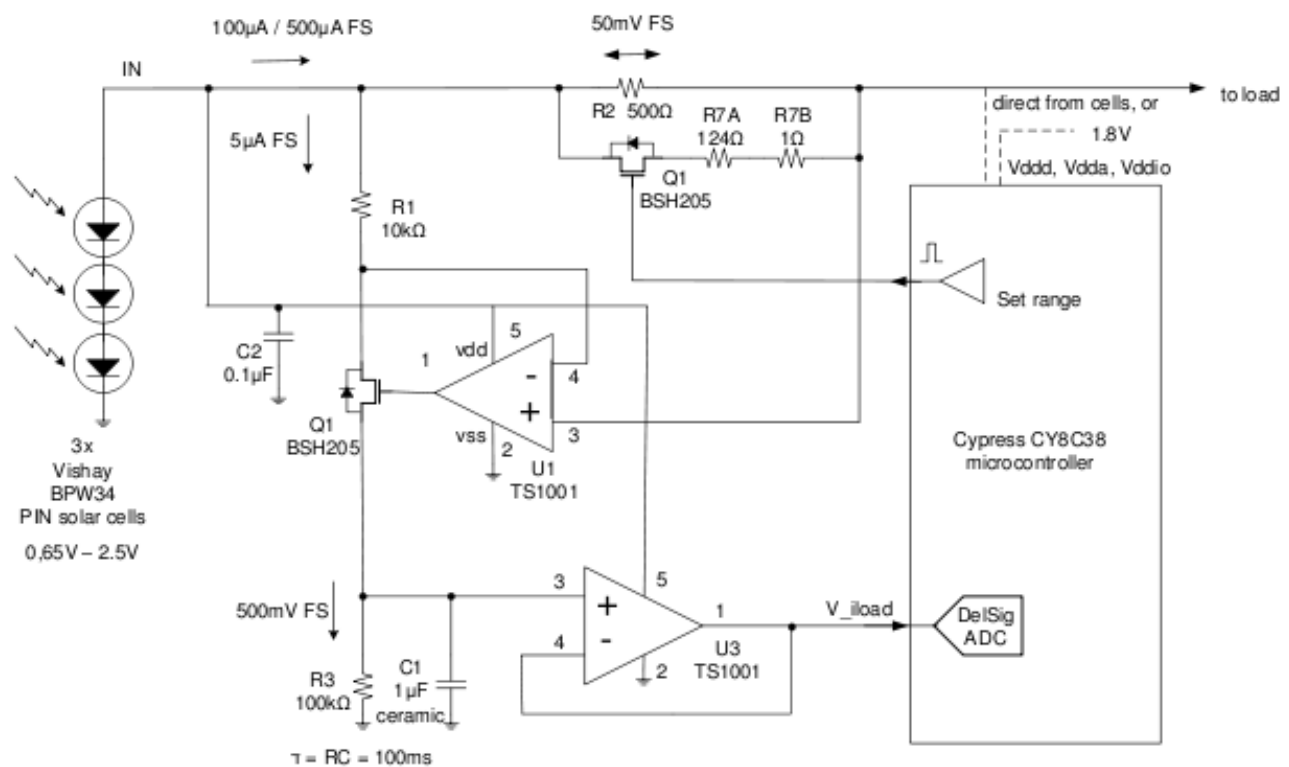 100µA / 500µA FS
50mV FS
IN
to load
R2 500Ω
R7A
124Ω
R7B
1Ω
direct from cells, or
1.8V
Vddd, Vdda, Vddio
5µA FS
Q1
BSH205
R1
10kΩ
Set range
C2
0.1µF
1
vdd
5
-
4
+
3
vss
2
U1
TS1001
Q1
BSH205
Cypress CY8C38
microcontroller
3x
Vishay
BPW34
PIN solar cells
0,65V – 2.5V
500mV FS
3
+
5
-
4
1
2
U3
TS1001
V_iload
DelSig
ADC
R3
100kΩ
C1
1µF
ceramic
τ = RC = 100ms